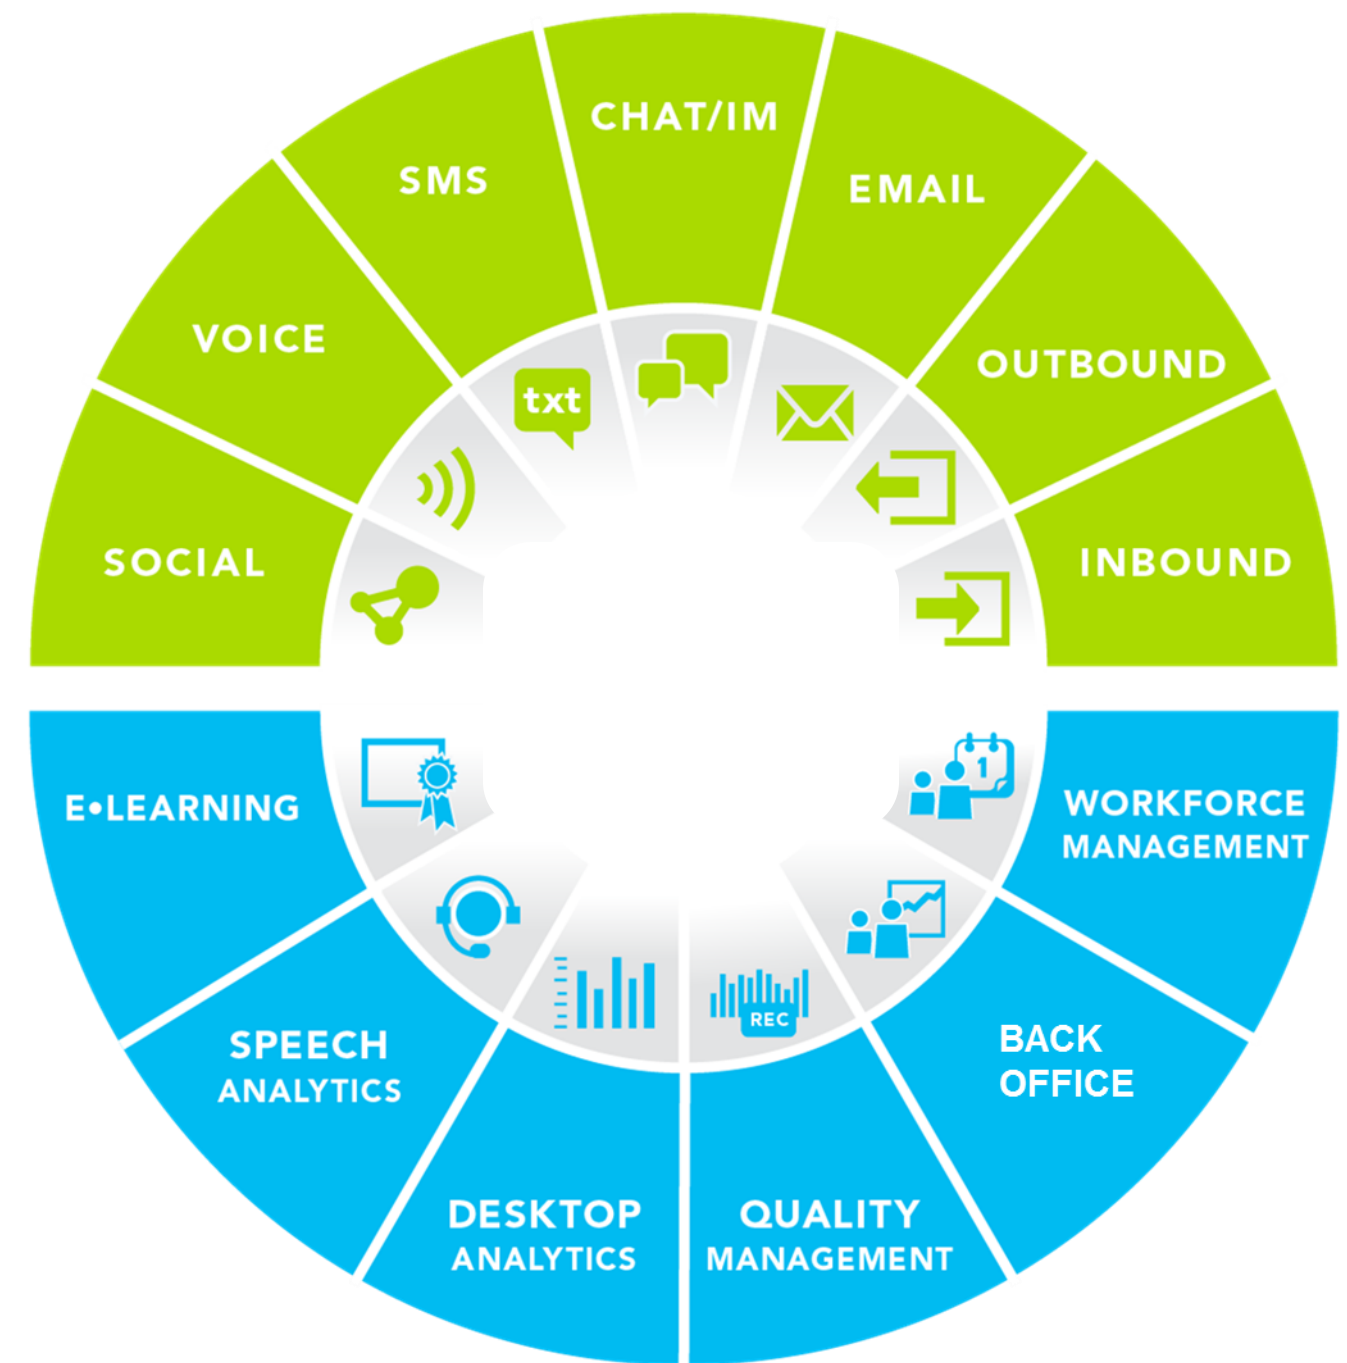 CHAT/IM
SMS
EMAIL
VOICE
OUTBOUND
SOCIAL
INBOUND
txt
1
E•LEARNING
WORKFORCE
MANAGEMENT
SPEECH
ANALYTICS
BACK
OFFICE
REC
DESKTOP
ANALYTICS
QUALITY
MANAGEMENT